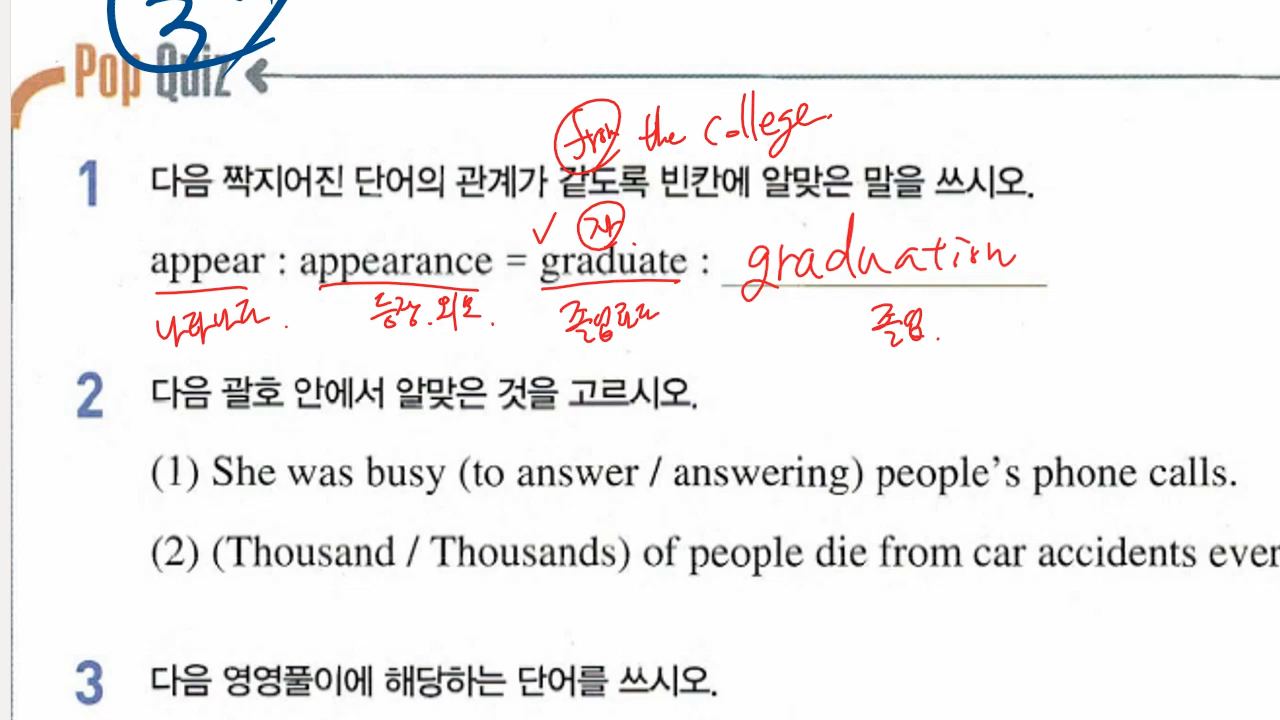 3
Pop Quiz
from the college.
1 다음 짝지어진 단어의 관계가 같도록 빈칸에 알맞은 말을 쓰시오.
✓ 자
appear : appearance = graduate : graduation
나타나다. 등장.외모. 졸업하다 졸업.
2 다음 괄호 안에서 알맞은 것을 고르시오.
(1) She was busy (to answer / answering) people's phone calls.
(2) (Thousand / Thousands) of people die from car accidents ever
3 다음 영영풀이에 해당하는 단어를 쓰시오.